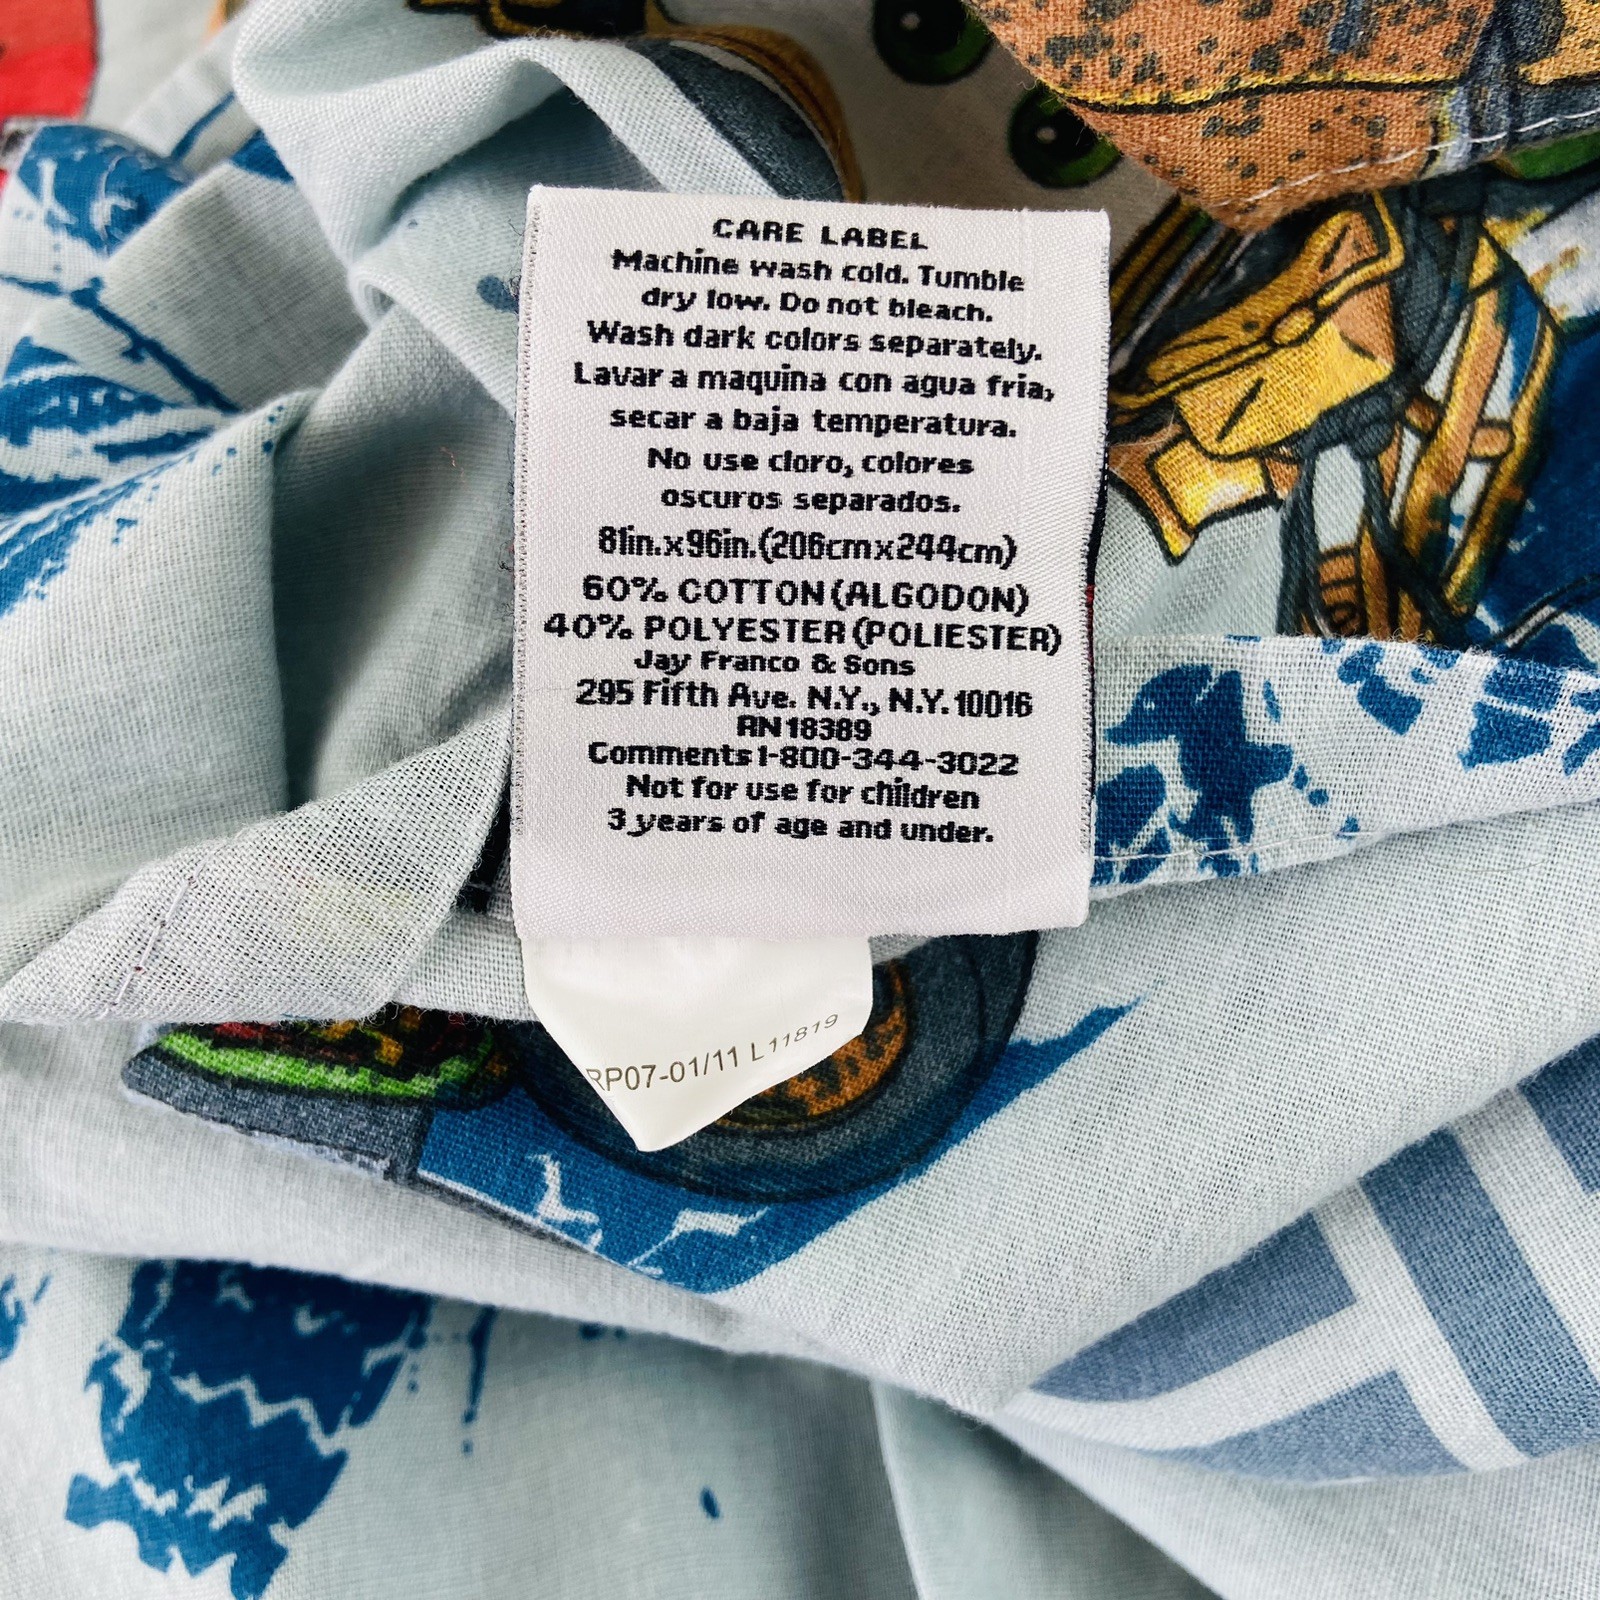 CARE LABEL
Machine wash cold. Tumble
dry low. Do not bleach.
Wash dark colors separately.
Lavar a maquina con agua fria,
secar a baja temperatura.
No use cloro, colores
oscuros separados.
81in.x96in.(206cmx244cm)
60% COTTON(ALGODON)
40% POLYESTER(POLIESTER)
Jay Franco & Sons
295 Fifth Ave. N.Y., N.Y. 10016
RN18389
Comments1-800-344-3022
Not for use for children
3 years of age and under.
RP07-01/11 L11819